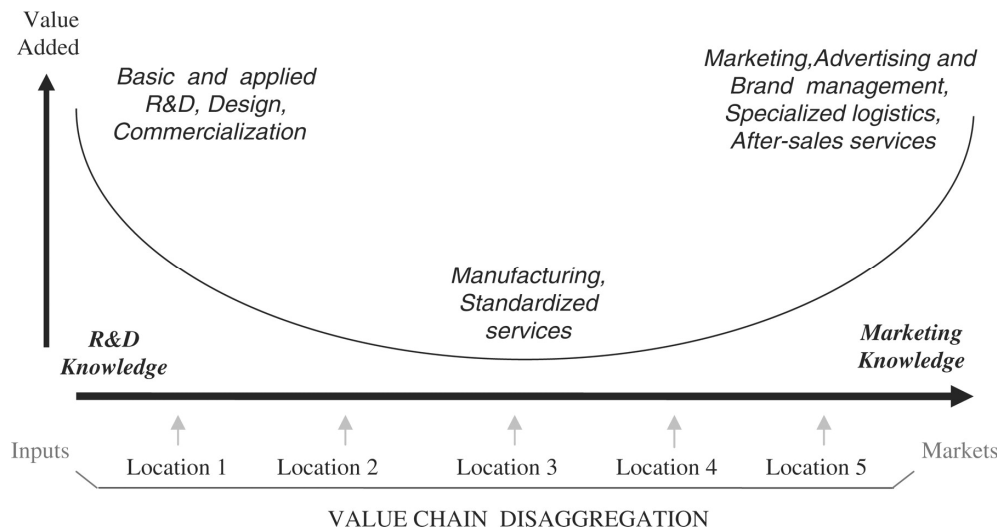 Value
Added
Basic and applied
R&D, Design,
Commercialization
Marketing,Advertising and
Brand management,
Specialized logistics,
After-sales services
Manufacturing,
Standardized
services
R&D
Knowledge
Marketing
Knowledge
Inputs
Location 1
Location 2
Location 3
Location 4
Location 5
Markets
VALUE CHAIN DISAGGREGATION